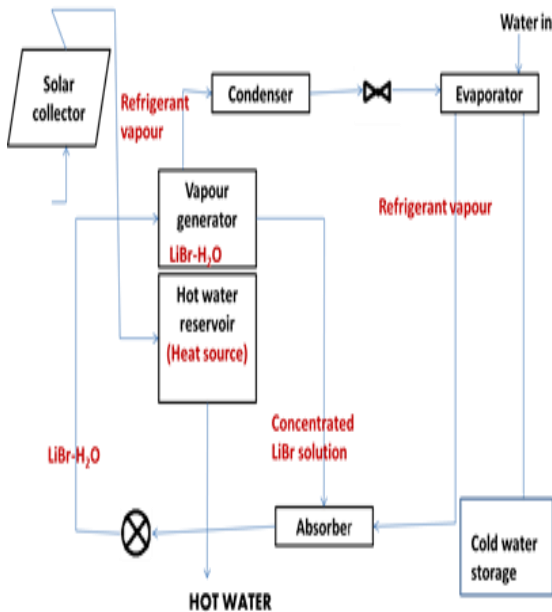 Water in
Solar
collector
Condenser
Evaporator
Refrigerant
vapour
Vapour
generator
LiBr-H₂O
Refrigerant vapour
Hot water
reservoir
(Heat source)
Concentrated
LiBr solution
LiBr-H₂O
Absorber
Cold water
storage
HOT WATER